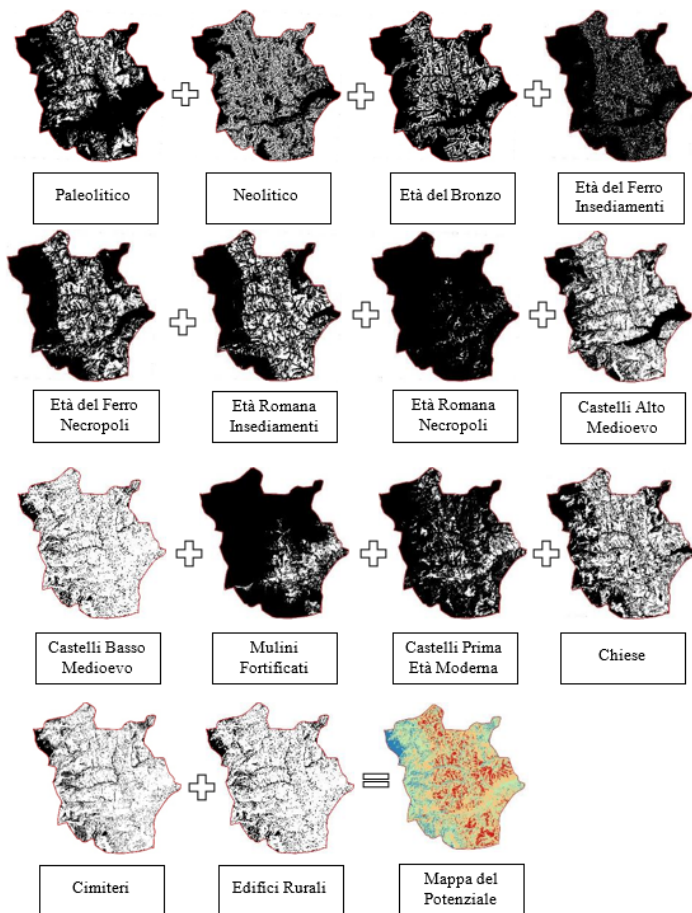 Paleolitico
Neolitico
Età del Bronzo
Età del Ferro
Insediamenti
Età del Ferro
Necropoli
Età Romana
Insediamenti
Età Romana
Necropoli
Castelli Alto
Medioevo
Castelli Basso
Medioevo
Mulini
Fortificati
Castelli Prima
Età Moderna
Chiese
Cimiteri
Edifici Rurali
Mappa del
Potenziale